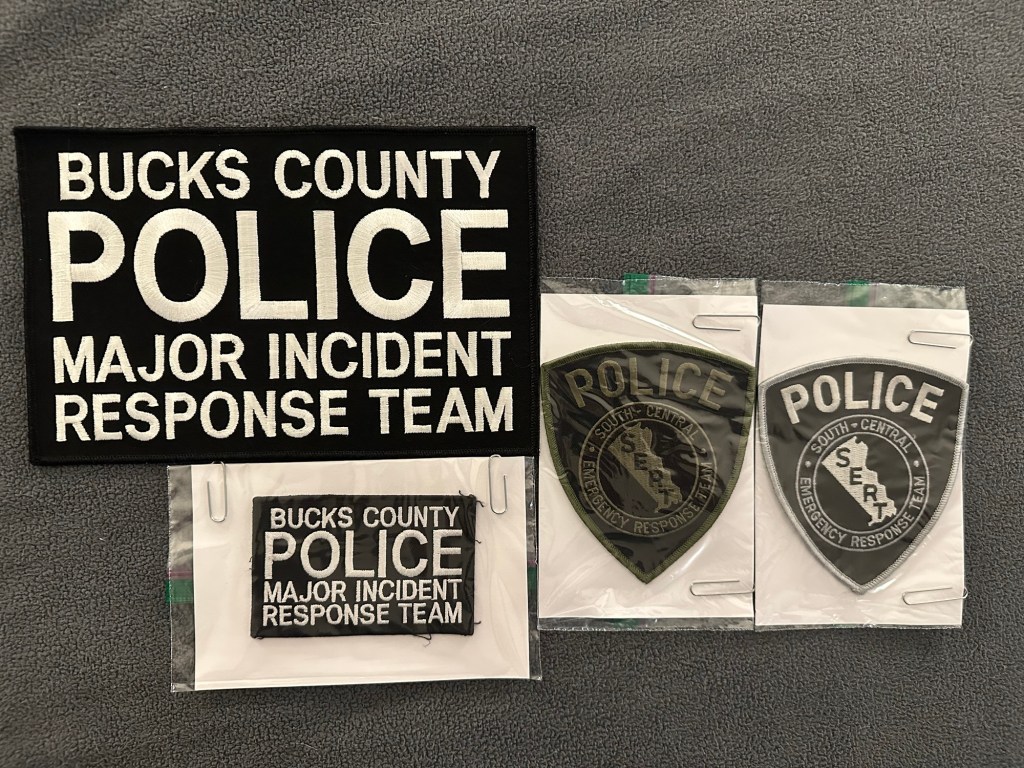 BUCKS COUNTY
POLICE
MAJOR INCIDENT
RESPONSE TEAM
BUCKS COUNTY
POLICE
MAJOR INCIDENT
RESPONSE TEAM
POLICE
SOUTH - CENTRAL
SERT
EMERGENCY RESPONSE TEAM
POLICE
SOUTH - CENTRAL
SERT
EMERGENCY RESPONSE TEAM